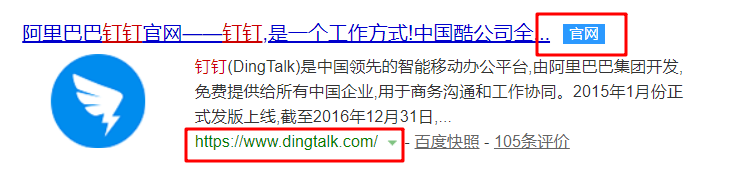 阿里巴巴钉钉官网——钉钉,是一个工作方式!中国酷公司全... 官网
钉钉(DingTalk)是中国领先的智能移动办公平台,由阿里巴巴集团开发,
免费提供给所有中国企业,用于商务沟通和工作协同。2015年1月份正
式发版上线,截至2016年12月31日,...
https://www.dingtalk.com/ - 百度快照 - 105条评价